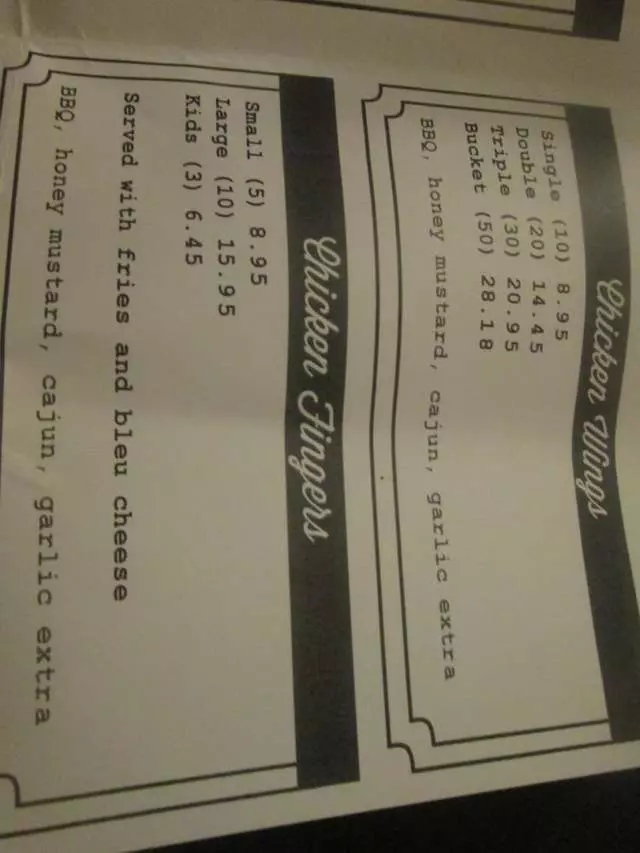 Chicken Wings
Single (10) 8.95
Double (20) 14.45
Triple (30) 20.95
Bucket (50) 28.18
BBQ, honey mustard, cajun, garlic extra
Chicken Fingers
Small (5) 8.95
Large (10) 15.95
Kids (3) 6.45
Served with fries and bleu cheese
BBQ, honey mustard, cajun, garlic extra